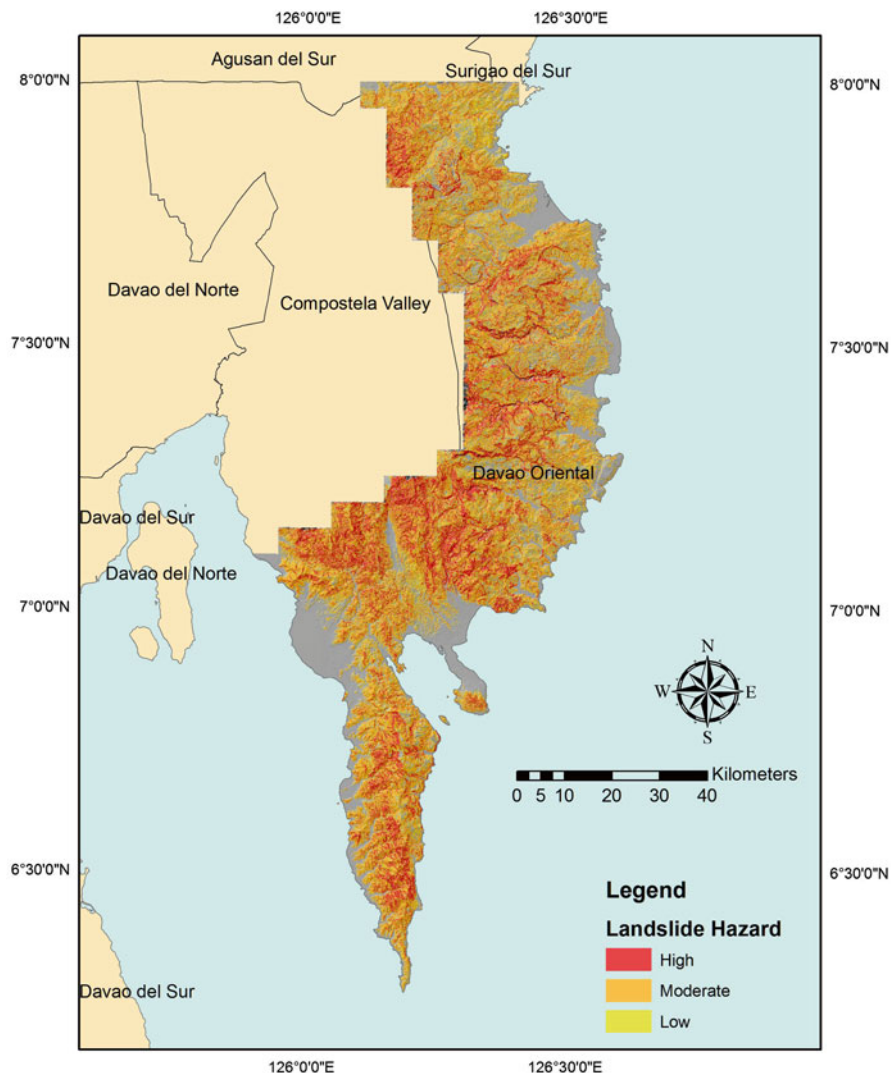 126°0'0"E
126°30'0"E
Agusan del Sur
Surigao del Sur
8°0'0"N
8°0'0"N
Davao del Norte
Compostela Valley
7°30'0"N
7°30'0"N
Davao Oriental
Davao del Sur
Davao del Norte
7°0'0"N
7°0'0"N
N
W
E
S
Kilometers
0 5 10 20 30 40
6°30'0"N
6°30'0"N
Legend
Landslide Hazard
High
Moderate
Low
Davao del Sur
126°0'0"E
126°30'0"E